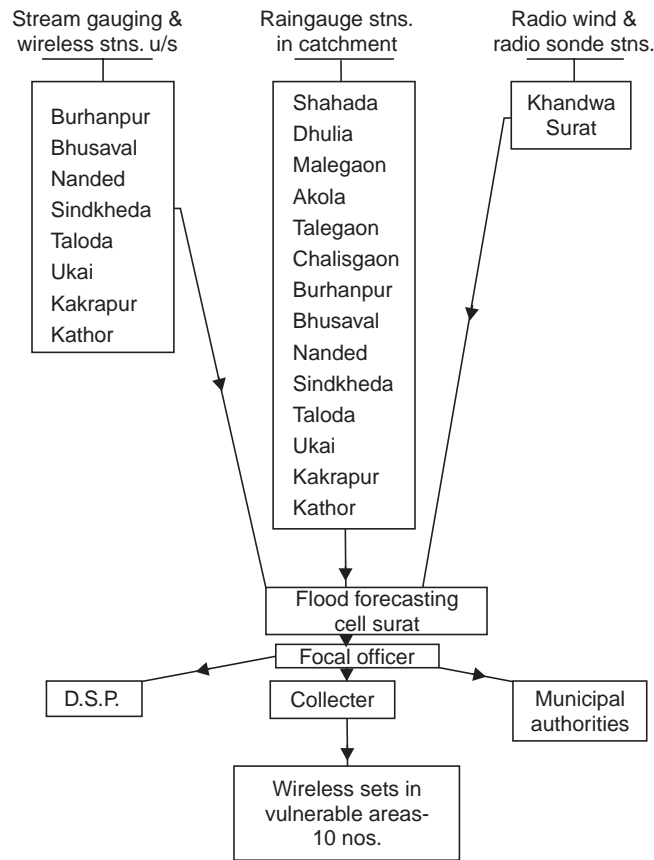 Stream gauging &
wireless stns. u/s
Burhanpur
Bhusaval
Nanded
Sindkheda
Taloda
Ukai
Kakrapur
Kathor
Raingauge stns.
in catchment
Shahada
Dhulia
Malegaon
Akola
Talegaon
Chalisgaon
Burhanpur
Bhusaval
Nanded
Sindkheda
Taloda
Ukai
Kakrapur
Kathor
Radio wind &
radio sonde stns.
Khandwa
Surat
Flood forecasting
cell surat
Focal officer
D.S.P.
Collecter
Municipal
authorities
Wireless sets in
vulnerable areas-
10 nos.